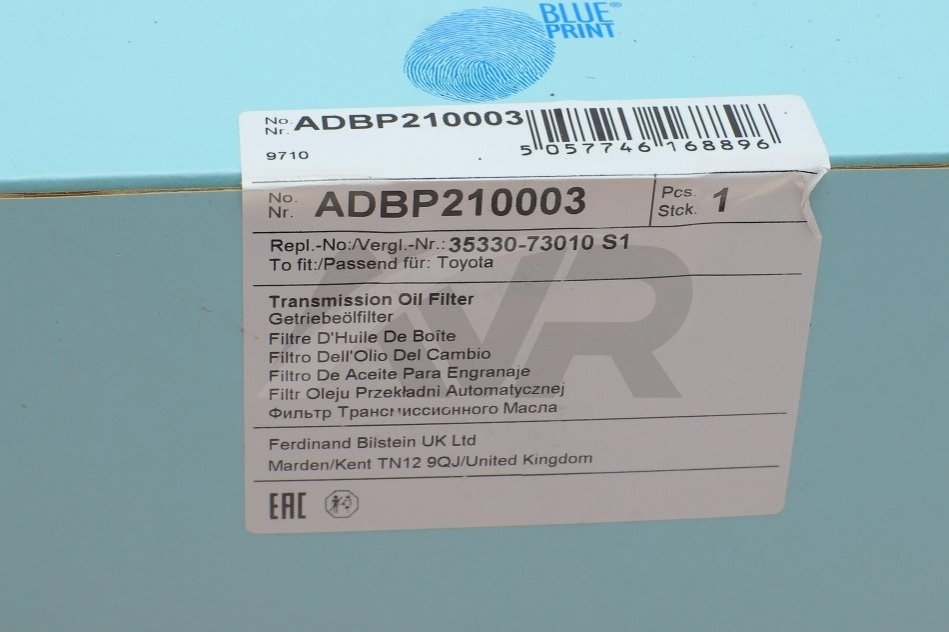 BLUE PRINT®
No. Nr. ADBP210003
9710
5 057746 168896
No. Nr. ADBP210003 Pcs. Stck. 1
Repl.-No:/Vergl.-Nr.: 35330-73010 S1
To fit:/Passend für: Toyota
Transmission Oil Filter
Getriebeölfilter
Filtre D'Huile De Boîte
Filtro Dell'Olio Del Cambio
Filtro De Aceite Para Engranaje
Filtr Oleju Przekładni Automatycznej
Фильтр Трансмиссионного Масла
Ferdinand Bilstein UK Ltd
Marden/Kent TN12 9QJ/United Kingdom
EAC